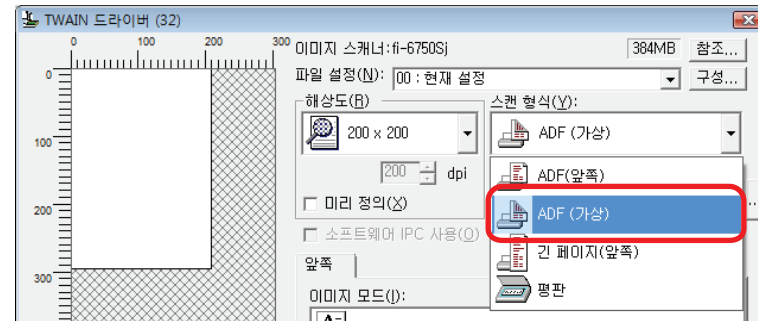 TWAIN 드라이버 (32)
0 100 200 300
0
100
200
300
이미지 스캐너:fi-6750Sj 384MB 참조...
파일 설정(N): 00 : 현재 설정 구성...
해상도(R)
200 x 200
200 dpi
미리 정의(X)
소프트웨어 IPC 사용(O)
앞쪽
이미지 모드(I):
스캔 형식(Y):
ADF (가상)
ADF(앞쪽)
ADF (가상)
긴 페이지(앞쪽)
평판